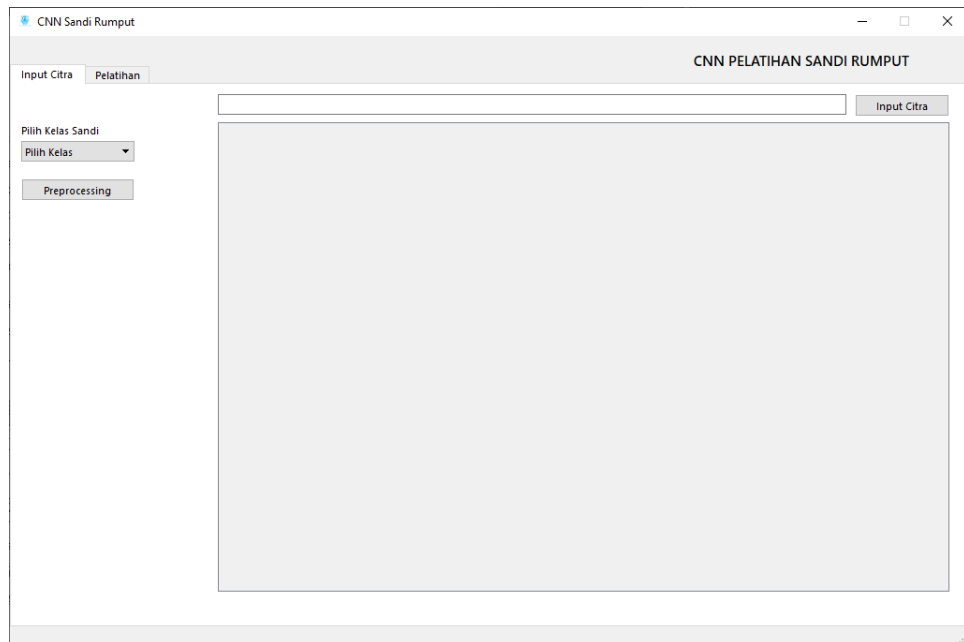 CNN Sandi Rumput
CNN PELATIHAN SANDI RUMPUT
Input Citra Pelatihan
Input Citra
Pilih Kelas Sandi
Pilih Kelas
Preprocessing